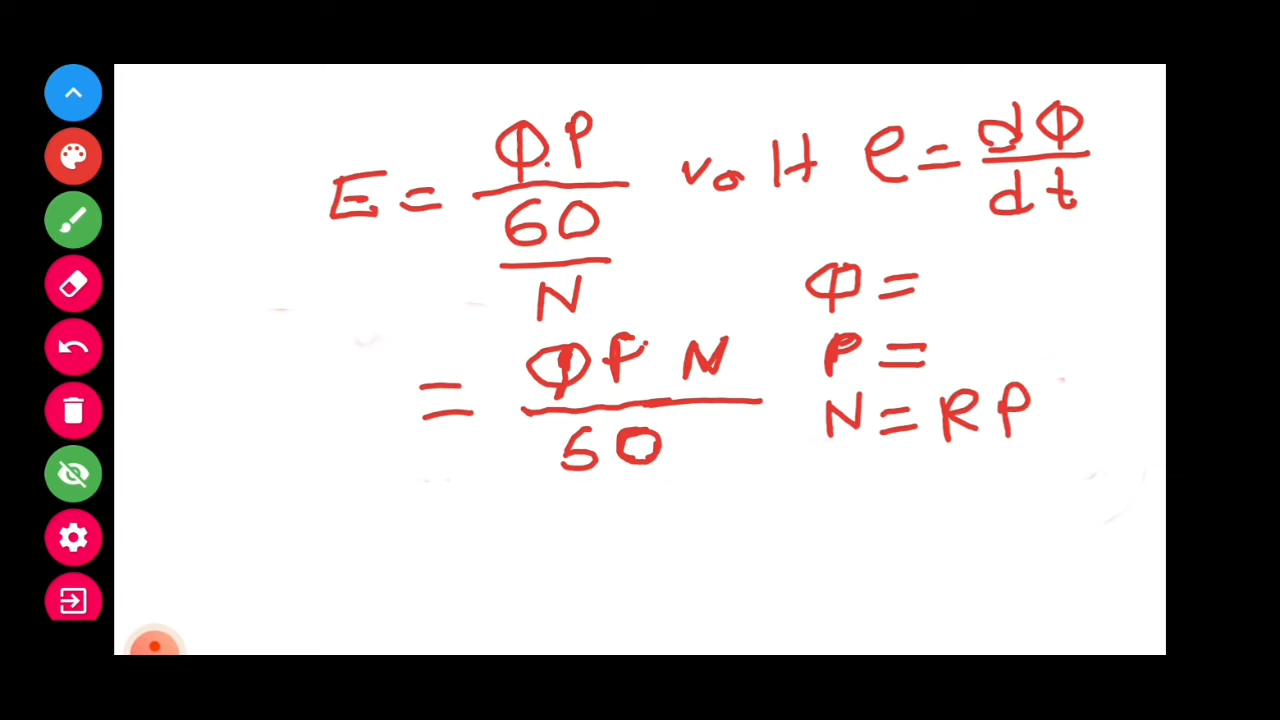 E = Φ.P / 60 / N volt e = dΦ / dt
Φ =
P =
= ΦPN / 60
N = RP